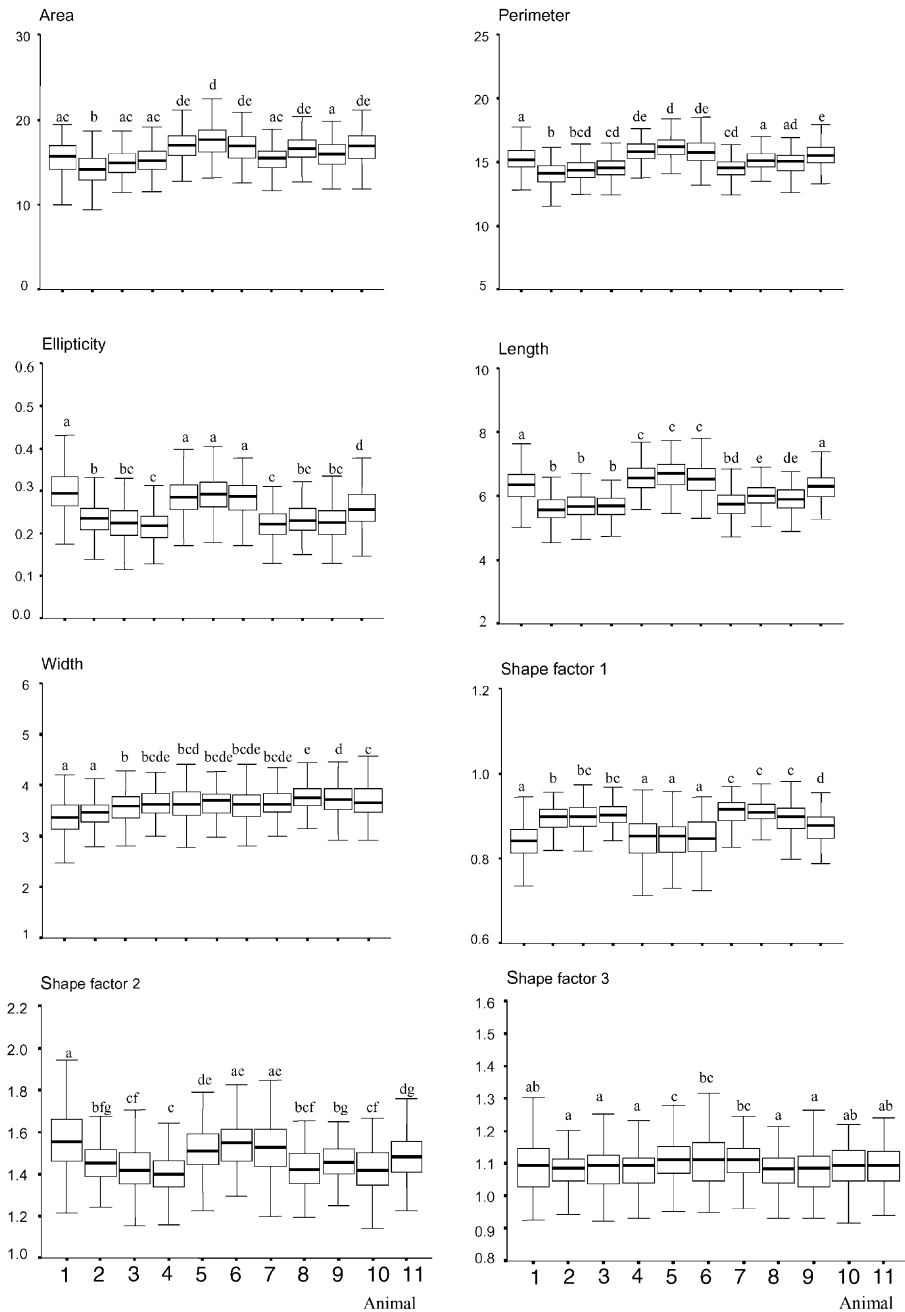 Area
30
20
10
0
ac b ac ac de d de ac dc a de
Perimeter
25
20
15
10
5
a b bcd cd de d de cd a ad e
Ellipticity
0.6
0.5
0.4
0.3
0.2
0,1
0.0
a b bc c a a a c bc bc d
Length
10
8
6
4
2
a b b b c c c bd e de a
Width
6
5
4
3
2
1
a a b bcde bcd bcde bcde bcde e d c
Shape factor 1
1.2
1.0
0.8
0.6
a b bc bc a a a c c c d
Shape factor 2
2.2
2.0
1.8
1.6
1.4
1.2
1.0
a bfg cf c de ae ae bcf bg cf dg
1 2 3 4 5 6 7 8 9 10 11
Animal
Shape factor 3
1.6
1.5
1.4
1.3
1.2
1.1
1.0
0.9
0.8
ab a a a c bc bc a a ab ab
1 2 3 4 5 6 7 8 9 10 11
Animal